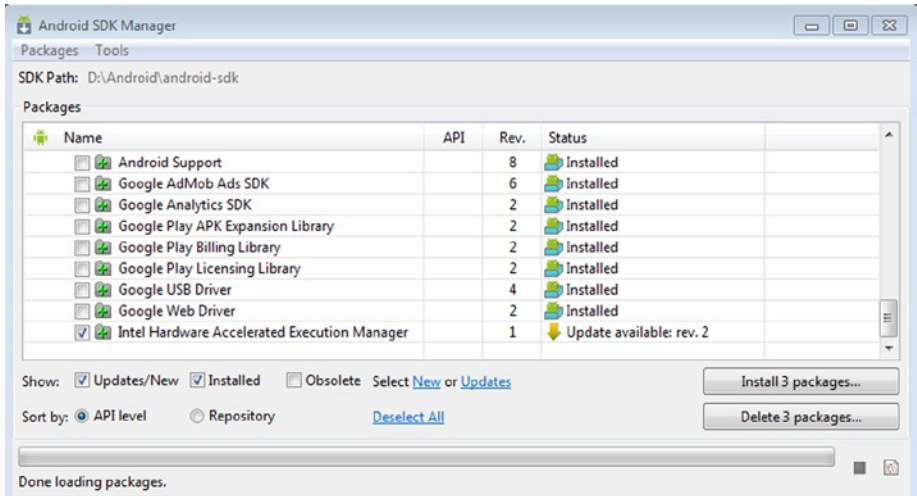 Android SDK Manager
Packages Tools
SDK Path: D:\Android\android-sdk
Packages
Name API Rev. Status
Android Support 8 Installed
Google AdMob Ads SDK 6 Installed
Google Analytics SDK 2 Installed
Google Play APK Expansion Library 2 Installed
Google Play Billing Library 2 Installed
Google Play Licensing Library 2 Installed
Google USB Driver 4 Installed
Google Web Driver 2 Installed
Intel Hardware Accelerated Execution Manager 1 Update available: rev. 2
Show: Updates/New Installed Obsolete Select New or Updates Install 3 packages...
Sort by: API level Repository Deselect All Delete 3 packages...
Done loading packages.